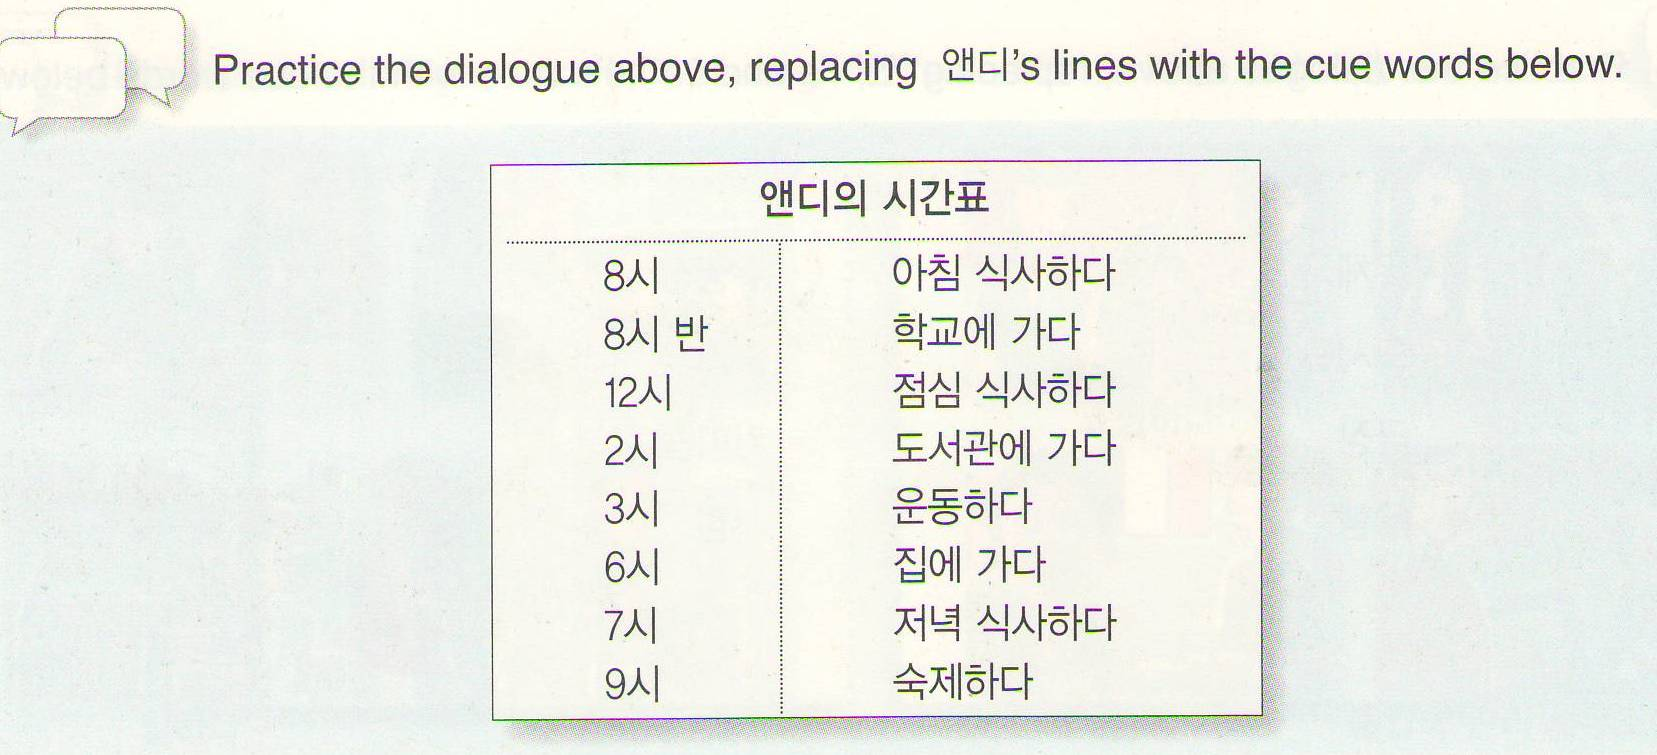 Practice the dialogue above, replacing 앤디's lines with the cue words below.
앤디의 시간표
8시 아침 식사하다
8시 반 학교에 가다
12시 점심 식사하다
2시 도서관에 가다
3시 운동하다
6시 집에 가다
7시 저녁 식사하다
9시 숙제하다